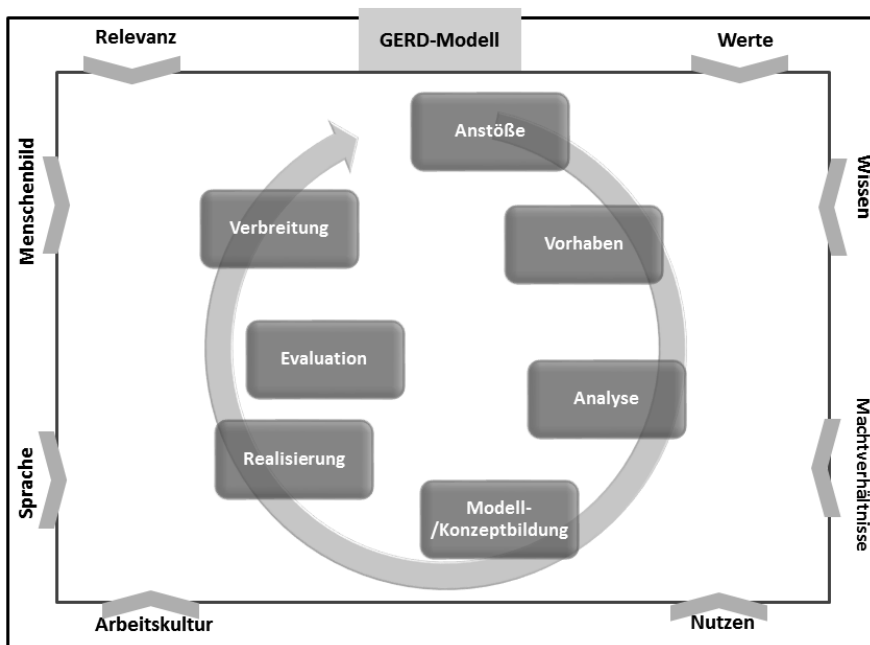 Relevanz
GERD-Modell
Werte
Menschenbild
Wissen
Anstöße
Verbreitung
Vorhaben
Evaluation
Analyse
Realisierung
Modell-
/Konzeptbildung
Sprache
Machtverhältnisse
Arbeitskultur
Nutzen